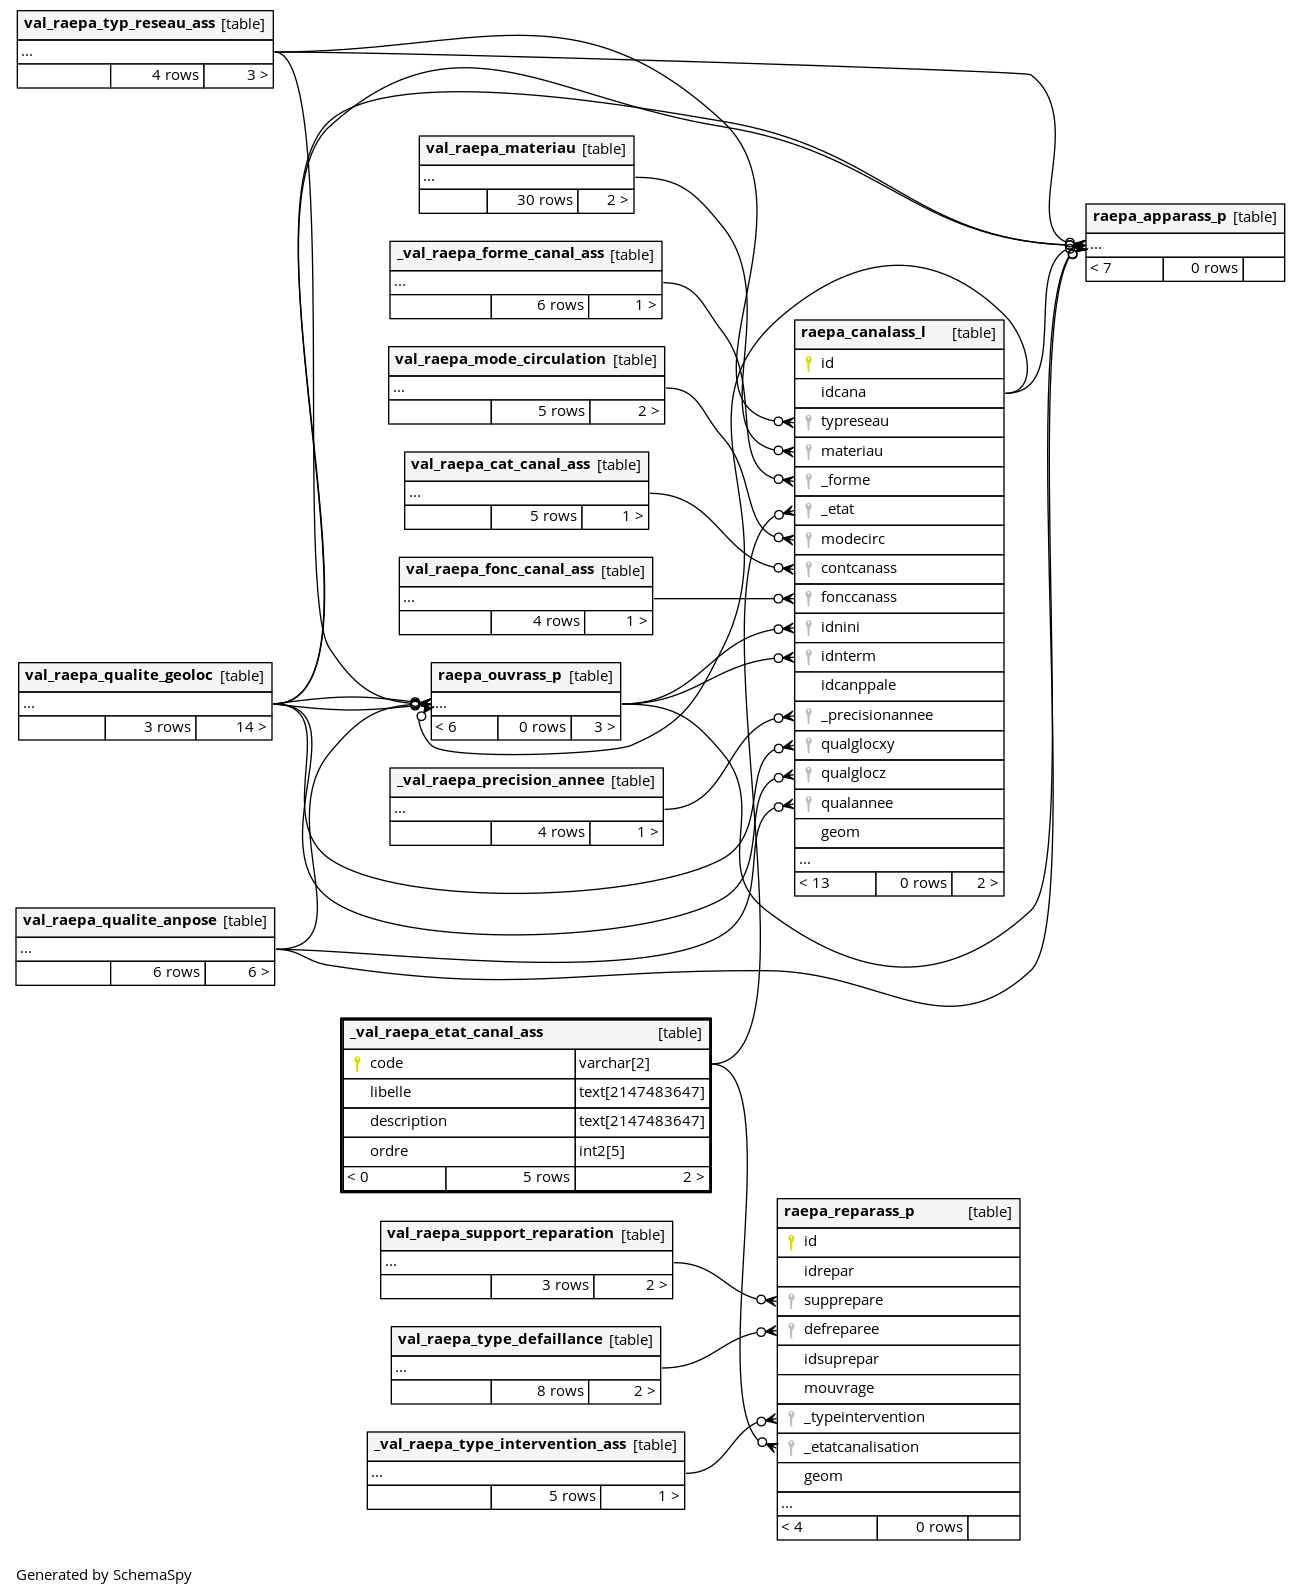 val_raepa_typ_reseau_ass [table]
...
4 rows 3 >
val_raepa_materiau [table]
...
30 rows 2 >
raepa_apparass_p [table]
...
< 7 0 rows
_val_raepa_forme_canal_ass [table]
...
6 rows 1 >
val_raepa_mode_circulation [table]
...
5 rows 2 >
val_raepa_cat_canal_ass [table]
...
5 rows 1 >
val_raepa_fonc_canal_ass [table]
...
4 rows 1 >
raepa_canalass_l [table]
id
idcana
typreseau
materiau
_forme
_etat
modecirc
contcanass
fonccanass
idnini
idnterm
idcanppale
_precisionannee
qualglocxy
qualglocz
qualannee
geom
...
< 13 0 rows 2 >
val_raepa_qualite_geoloc [table]
...
3 rows 14 >
raepa_ouvrass_p [table]
...
< 6 0 rows 3 >
_val_raepa_precision_annee [table]
...
4 rows 1 >
val_raepa_qualite_anpose [table]
...
6 rows 6 >
_val_raepa_etat_canal_ass [table]
code varchar[2]
libelle text[2147483647]
description text[2147483647]
ordre int2[5]
< 0 5 rows 2 >
val_raepa_support_reparation [table]
...
3 rows 2 >
val_raepa_type_defaillance [table]
...
8 rows 2 >
_val_raepa_type_intervention_ass [table]
...
5 rows 1 >
raepa_reparass_p [table]
id
idrepar
supprepare
defreparee
idsuprepar
mouvrage
_typeintervention
_etatcanalisation
geom
...
< 4 0 rows
Generated by SchemaSpy